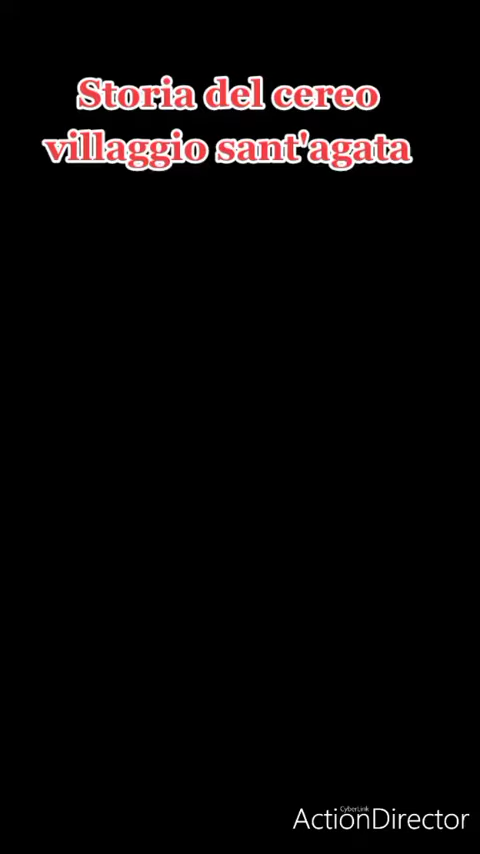 Storia del cereo
villaggio sant'agata
CyberLink
ActionDirector